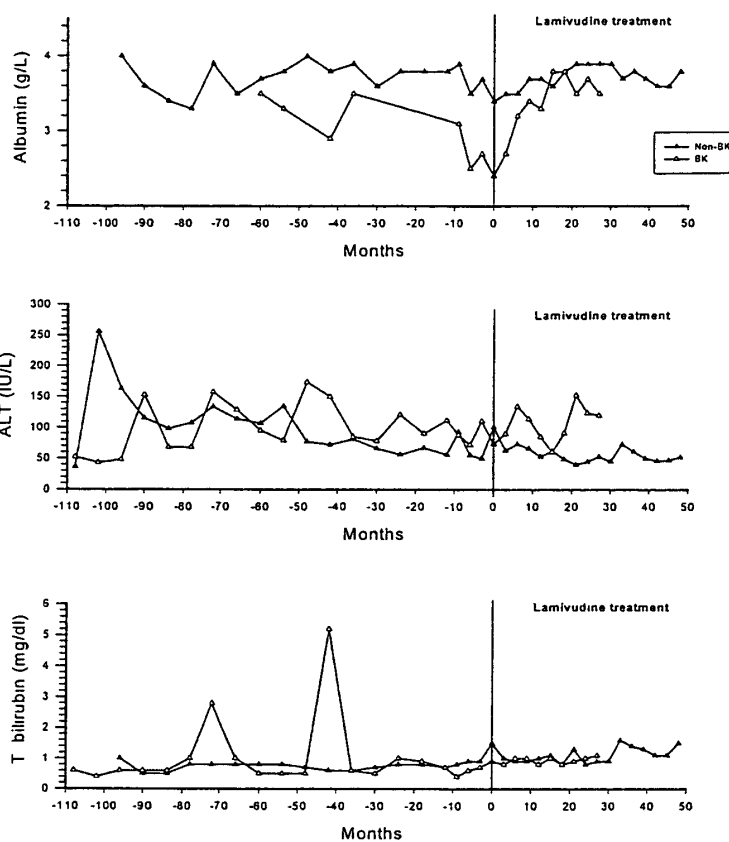 Lamivudine treatment
4
3
2
Albumin (g/L)
Non-BK
BK
-110 -100 -90 -80 -70 -60 -50 -40 -30 -20 -10 0 10 20 30 40 50
Months
Lamivudine treatment
300
250
200
150
100
50
0
ALT (IU/L)
-110 -100 -90 -80 -70 -60 -50 -40 -30 -20 -10 0 10 20 30 40 50
Months
Lamivudine treatment
6
5
4
3
2
1
0
T bilirubin (mg/dl)
-110 -100 -90 -80 -70 -60 -50 -40 -30 -20 -10 0 10 20 30 40 50
Months